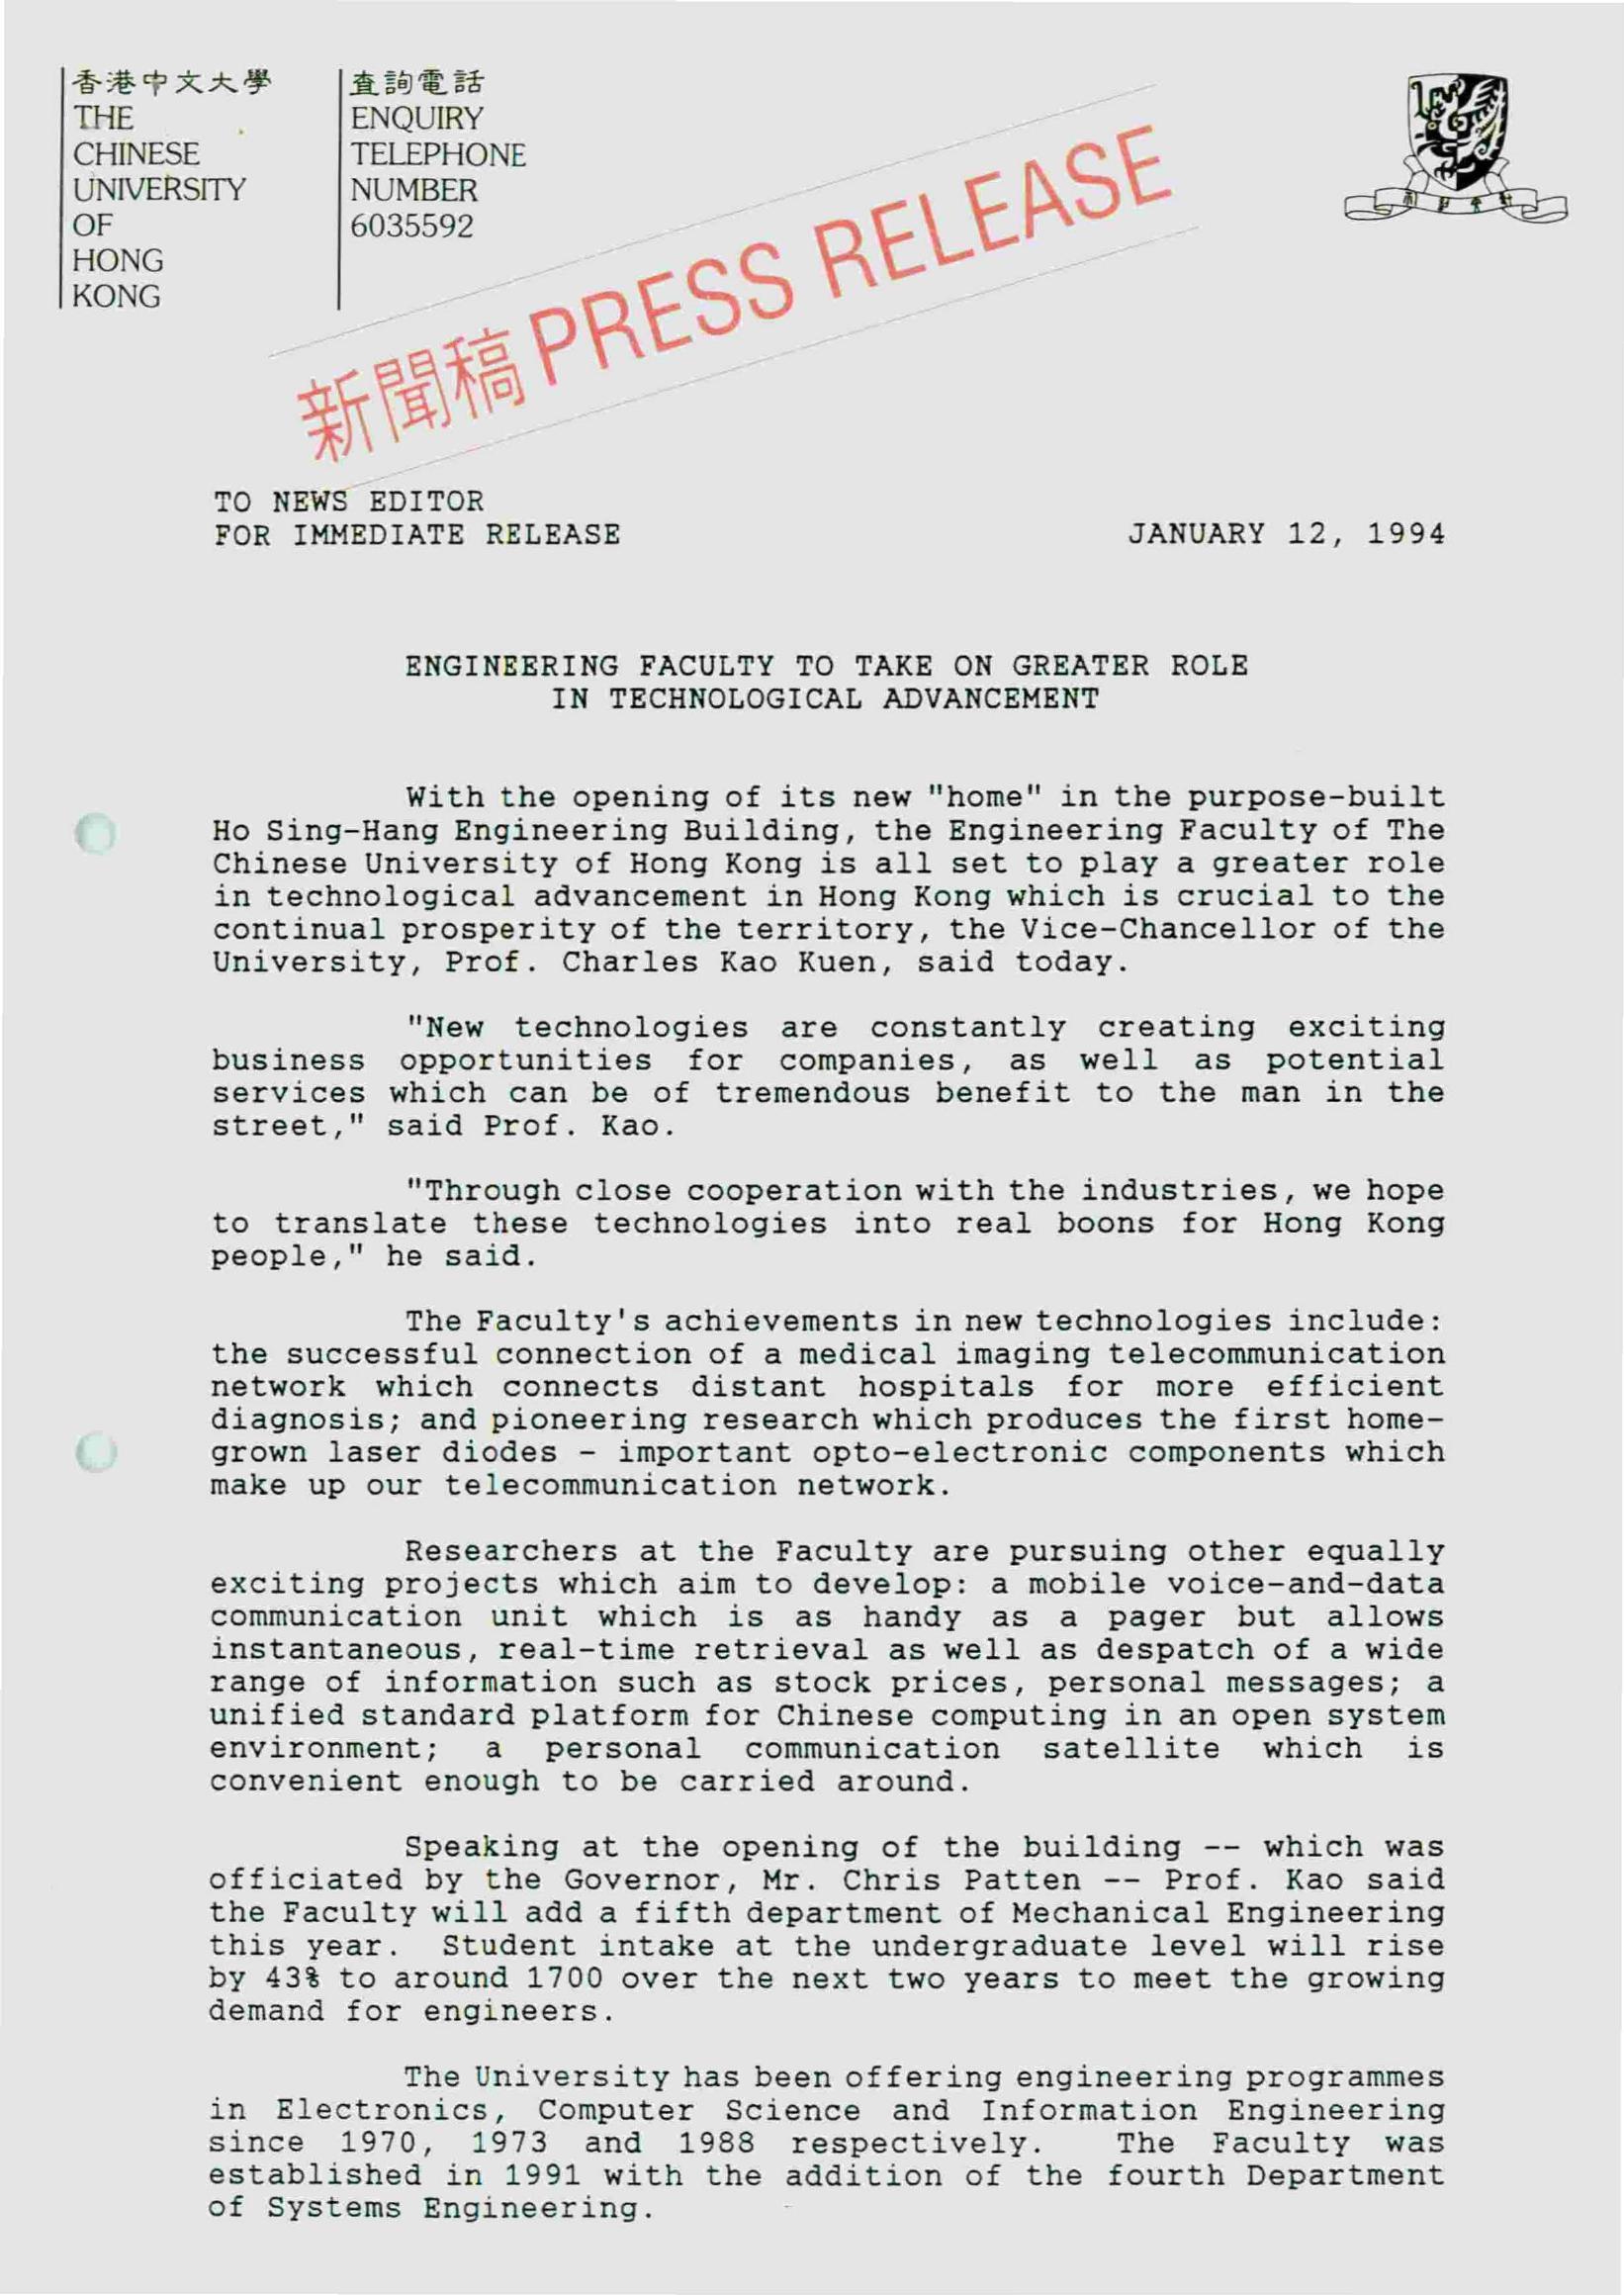 香港中文大學
THE
CHINESE
UNIVERSITY
OF
HONG
KONG
查詢電話
ENQUIRY
TELEPHONE
NUMBER
6035592
新聞稿 PRESS RELEASE
TO NEWS EDITOR
FOR IMMEDIATE RELEASE JANUARY 12, 1994
ENGINEERING FACULTY TO TAKE ON GREATER ROLE
IN TECHNOLOGICAL ADVANCEMENT
With the opening of its new "home" in the purpose-built
Ho Sing-Hang Engineering Building, the Engineering Faculty of The
Chinese University of Hong Kong is all set to play a greater role
in technological advancement in Hong Kong which is crucial to the
continual prosperity of the territory, the Vice-Chancellor of the
University, Prof. Charles Kao Kuen, said today.
"New technologies are constantly creating exciting
business opportunities for companies, as well as potential
services which can be of tremendous benefit to the man in the
street," said Prof. Kao.
"Through close cooperation with the industries, we hope
to translate these technologies into real boons for Hong Kong
people," he said.
The Faculty's achievements in new technologies include:
the successful connection of a medical imaging telecommunication
network which connects distant hospitals for more efficient
diagnosis; and pioneering research which produces the first home-
grown laser diodes - important opto-electronic components which
make up our telecommunication network.
Researchers at the Faculty are pursuing other equally
exciting projects which aim to develop: a mobile voice-and-data
communication unit which is as handy as a pager but allows
instantaneous, real-time retrieval as well as despatch of a wide
range of information such as stock prices, personal messages; a
unified standard platform for Chinese computing in an open system
environment; a personal communication satellite which is
convenient enough to be carried around.
Speaking at the opening of the building -- which was
officiated by the Governor, Mr. Chris Patten -- Prof. Kao said
the Faculty will add a fifth department of Mechanical Engineering
this year. Student intake at the undergraduate level will rise
by 43% to around 1700 over the next two years to meet the growing
demand for engineers.
The University has been offering engineering programmes
in Electronics, Computer Science and Information Engineering
since 1970, 1973 and 1988 respectively. The Faculty was
established in 1991 with the addition of the fourth Department
of Systems Engineering.